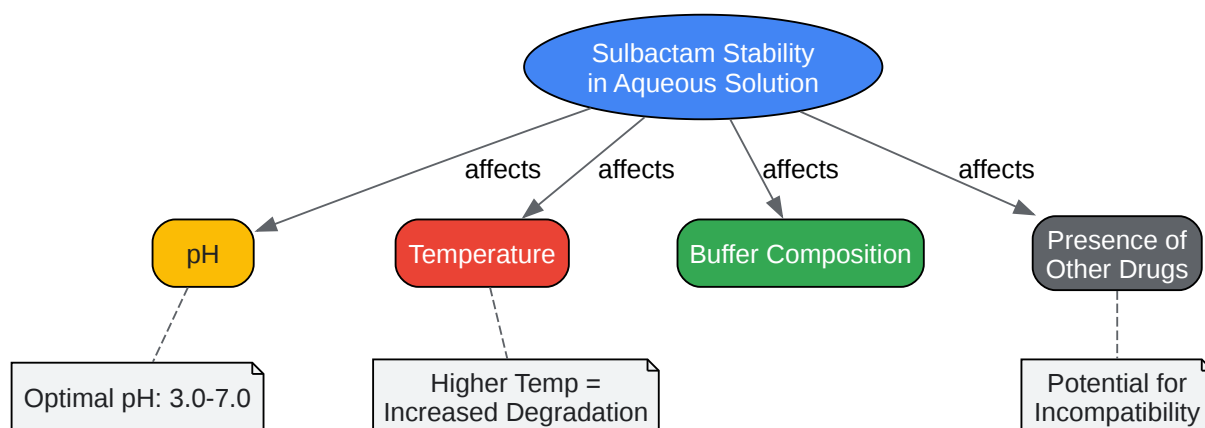 Sulbactam Stability
in Aqueous Solution
affects
affects
affects
affects
pH
Temperature
Buffer Composition
Presence of
Other Drugs
Optimal pH: 3.0-7.0
Higher Temp =
Increased Degradation
Potential for
Incompatibility